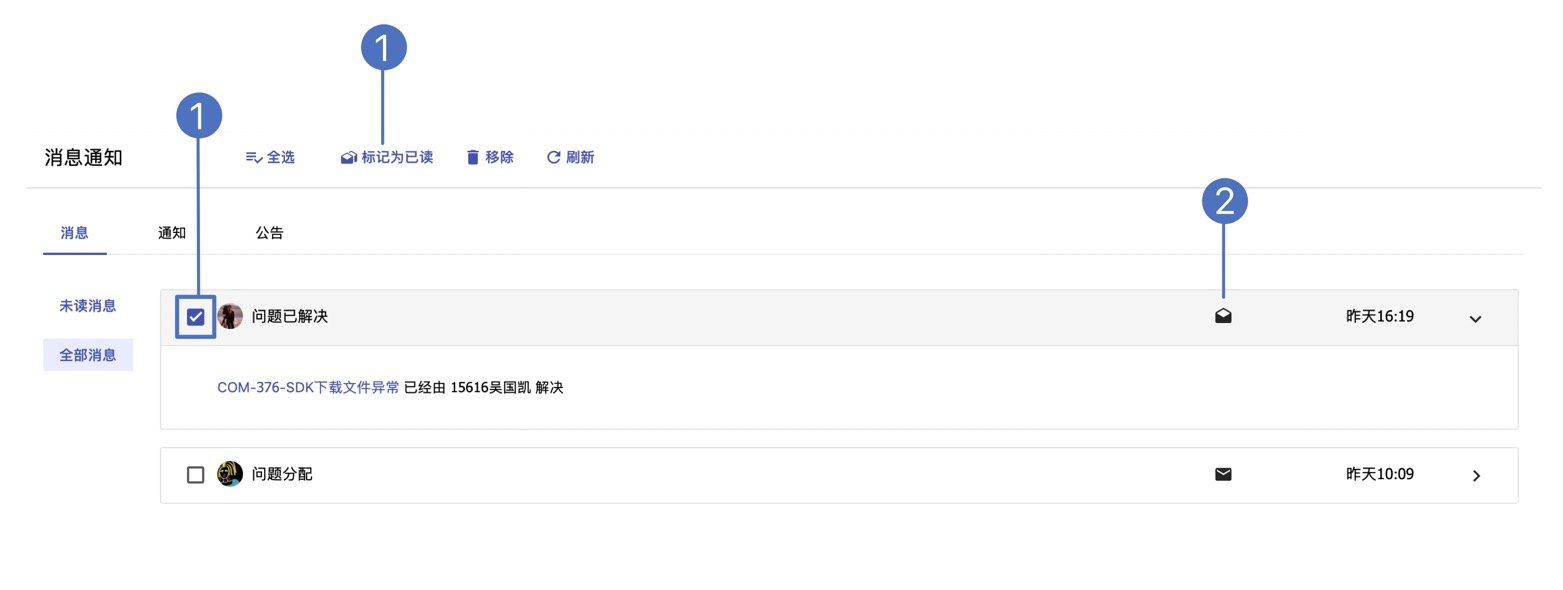 1
1
消息通知 全选 标记为已读 移除 刷新
2
消息 通知 公告
未读消息
问题已解决 昨天16:19
全部消息
COM-376-SDK下载文件异常 已经由 15616吴国凯 解决
问题分配 昨天10:09